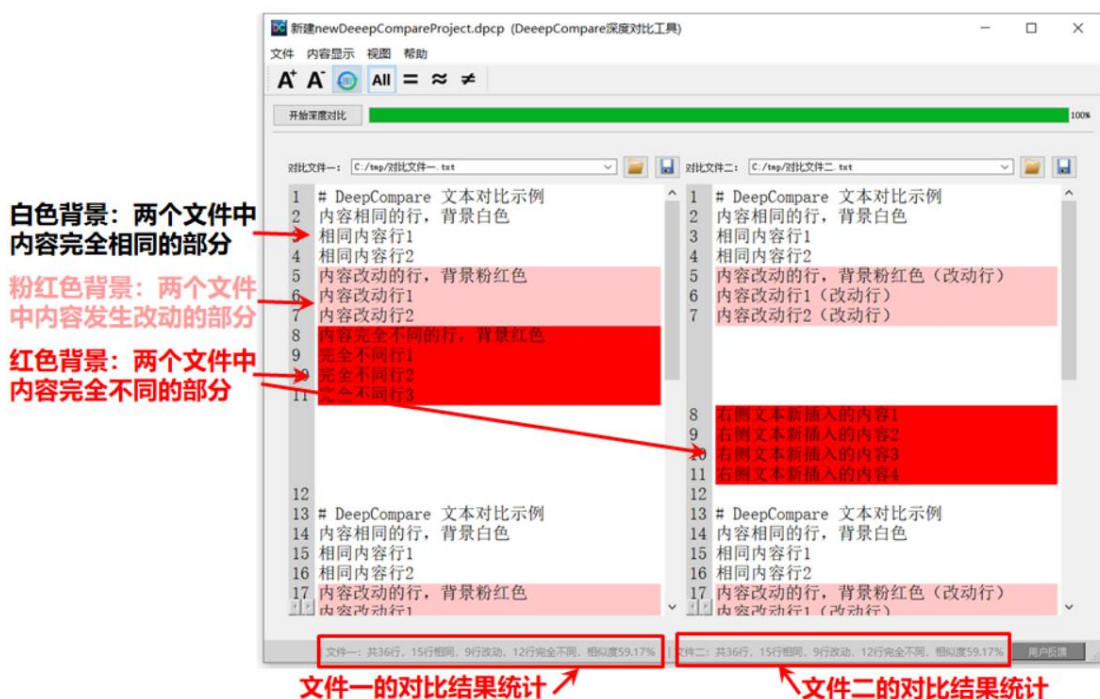 新建newDeeepCompareProject.dpcp (DeeepCompare深度对比工具)
文件 内容显示 视图 帮助
A+ A- All = ≈ ≠
开始深度对比 100%
对比文件一: C:/tmp/对比文件一.txt
对比文件二: C:/tmp/对比文件二.txt
白色背景:两个文件中
内容完全相同的部分
粉红色背景:两个文件
中内容发生改动的部分
红色背景:两个文件中
内容完全不同的部分
1 # DeepCompare 文本对比示例
2 内容相同的行,背景白色
3 相同内容行1
4 相同内容行2
5 内容改动的行,背景粉红色
6 内容改动行1
7 内容改动行2
8 内容完全不同的行,背景红色
9 完全不同行1
10 完全不同行2
11 完全不同行3
12
13 # DeepCompare 文本对比示例
14 内容相同的行,背景白色
15 相同内容行1
16 相同内容行2
17 内容改动的行,背景粉红色
内容改动行1
1 # DeepCompare 文本对比示例
2 内容相同的行,背景白色
3 相同内容行1
4 相同内容行2
5 内容改动的行,背景粉红色(改动行)
6 内容改动行1(改动行)
7 内容改动行2(改动行)
8 右侧文本新插入的内容1
9 右侧文本新插入的内容2
10 右侧文本新插入的内容3
11 右侧文本新插入的内容4
12
13 # DeepCompare 文本对比示例
14 内容相同的行,背景白色
15 相同内容行1
16 相同内容行2
17 内容改动的行,背景粉红色(改动行)
内容改动行1(改动行)
文件一:共36行,15行相同,9行改动,12行完全不同,相似度59.17%
文件二:共36行,15行相同,9行改动,12行完全不同,相似度59.17%
用户反馈
文件一的对比结果统计
文件二的对比结果统计